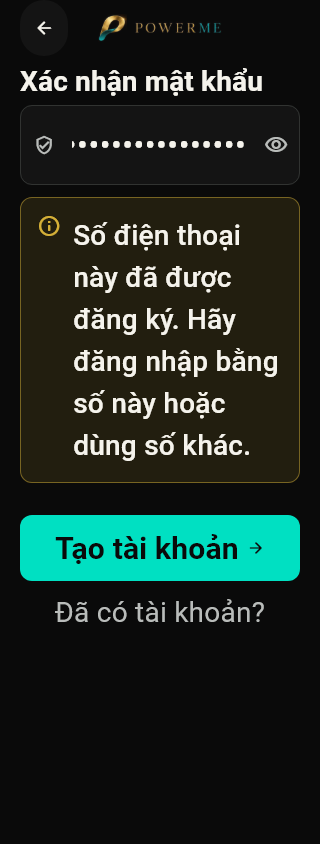 POWERME
Xác nhận mật khẩu
Số điện thoại
này đã được
đăng ký. Hãy
đăng nhập bằng
số này hoặc
dùng số khác.
Tạo tài khoản →
Đã có tài khoản?